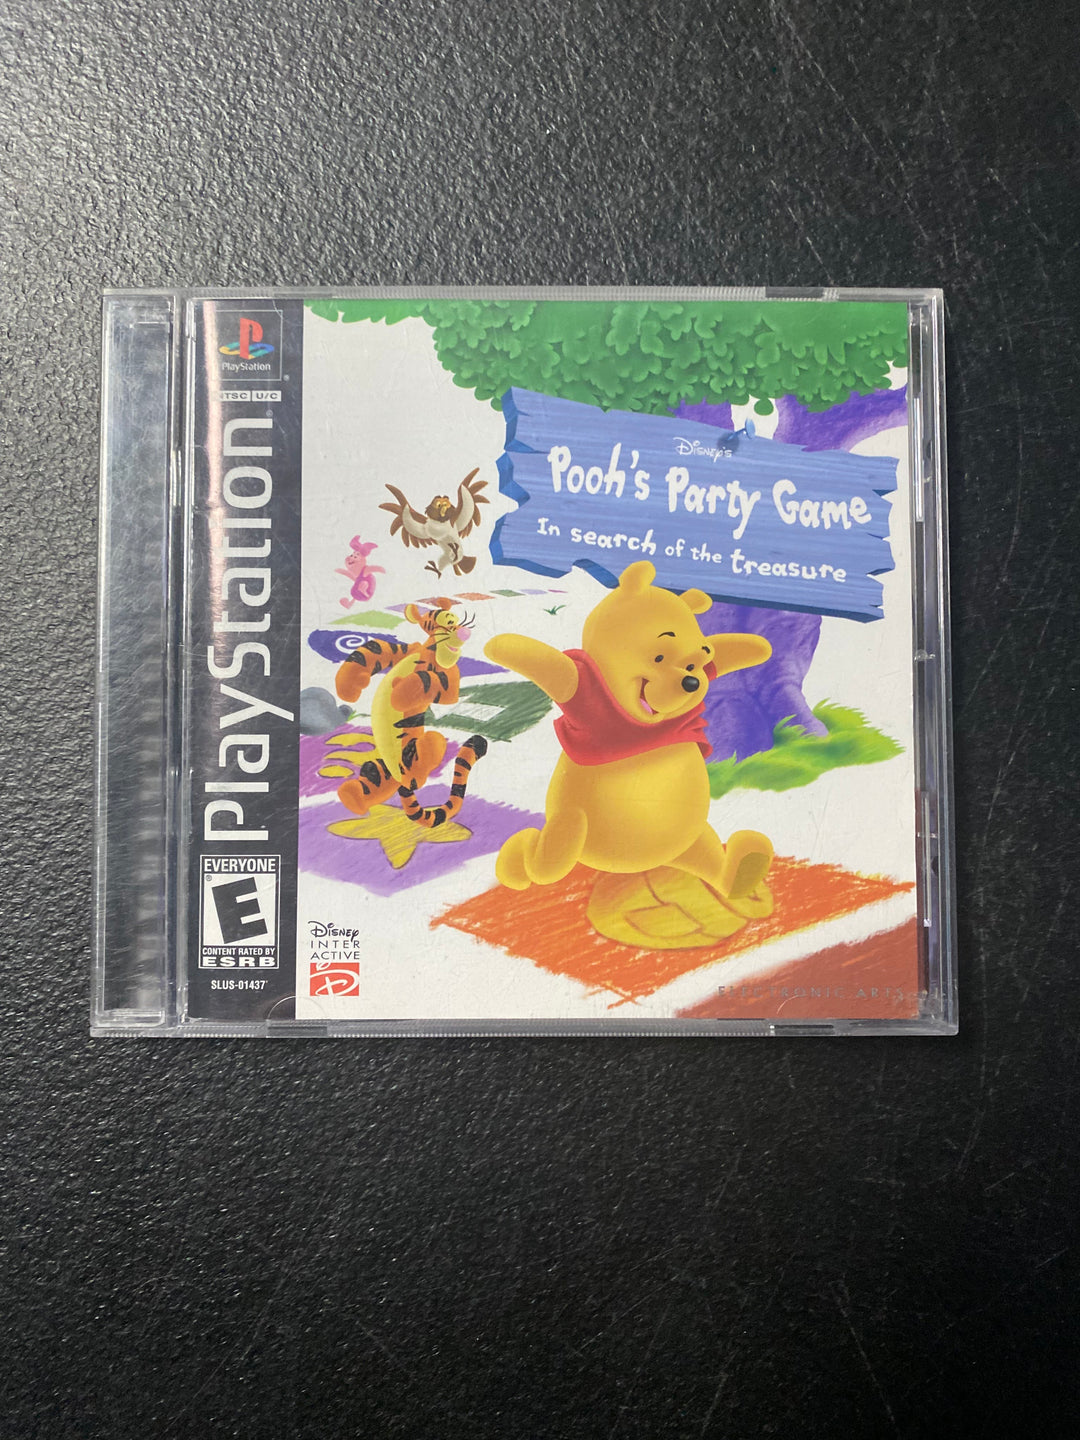 PlayStation
NTSC U/C
PlayStation
EVERYONE
E
CONTENT RATED BY
ESRB
SLUS-01437
Disney's
Pooh's Party Game
In search of the treasure
Disney
INTER
ACTIVE
ELECTRONIC ARTS